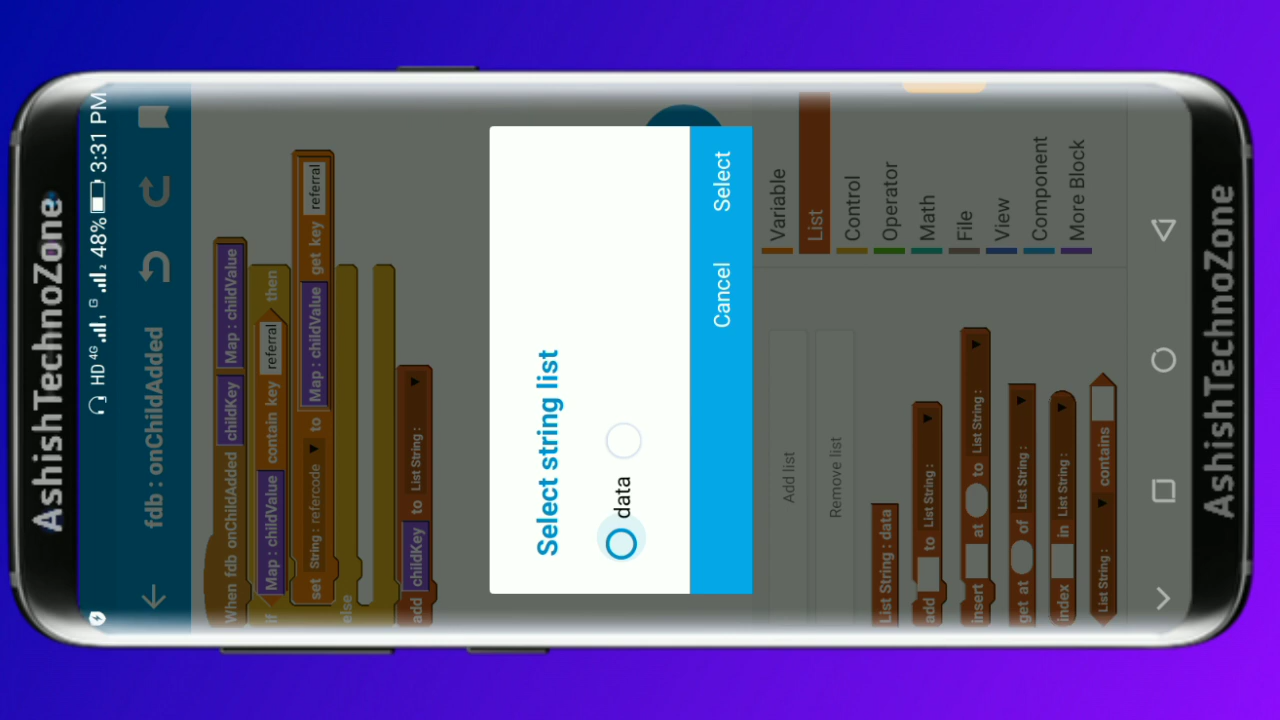 AshishTechnoZone
HD 4G 1 G 2 48% 3:31 PM
fdb : onChildAdded
When fdb onChildAdded childKey Map : childValue
if Map : childValue contain key referral then
set String : refercode to Map : childValue get key referral
else
add childKey to List String :
Select string list
data
Cancel Select
Variable
List
Control
Operator
Math
File
View
Component
More Block
Add list
Remove list
List String : data
add to List String :
insert at to List String :
get at of List String :
index in List String :
List String : contains
AshishTechnoZone